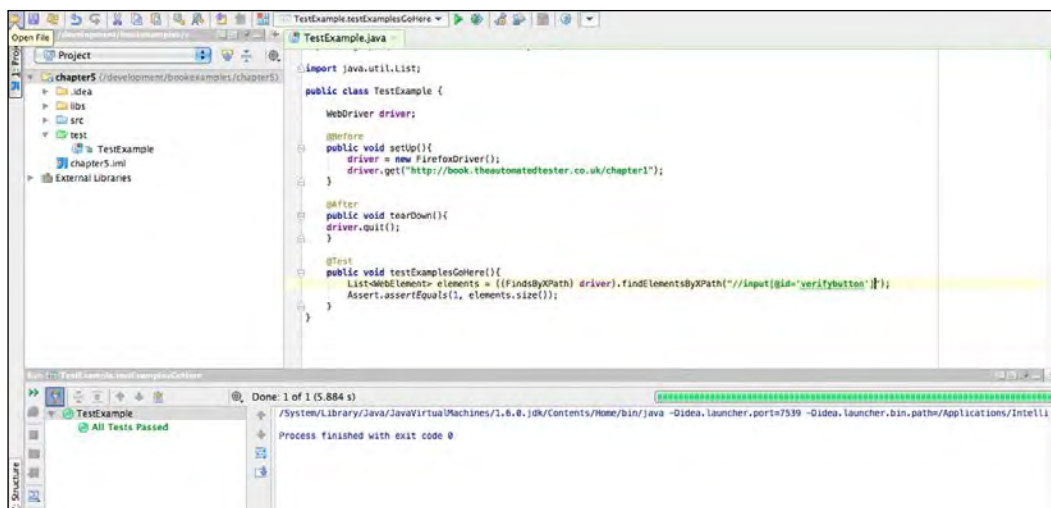 TestExample.testExamplesGoHere
Open File
TestExample.java
1: Proj
Project
chapter5 (/development/bookexamples/chapter5)
.idea
libs
src
test
TestExample
chapter5.iml
External Libraries
import java.util.List;
public class TestExample {
WebDriver driver;
@Before
public void setUp(){
driver = new FirefoxDriver();
driver.get("http://book.theautomatedtester.co.uk/chapter1");
}
@After
public void tearDown(){
driver.quit();
}
@Test
public void testExamplesGoHere(){
List<WebElement> elements = ((FindsByXPath) driver).findElementsByXPath("//input[@id='verifybutton']");
Assert.assertEquals(1, elements.size());
}
}
Run TestExample.testExamplesGoHere
Done: 1 of 1 (5.884 s)
TestExample
All Tests Passed
/System/Library/Java/JavaVirtualMachines/1.6.0.jdk/Contents/Home/bin/java -Didea.launcher.port=7539 -Didea.launcher.bin.path=/Applications/Intelli
Process finished with exit code 0
Structure